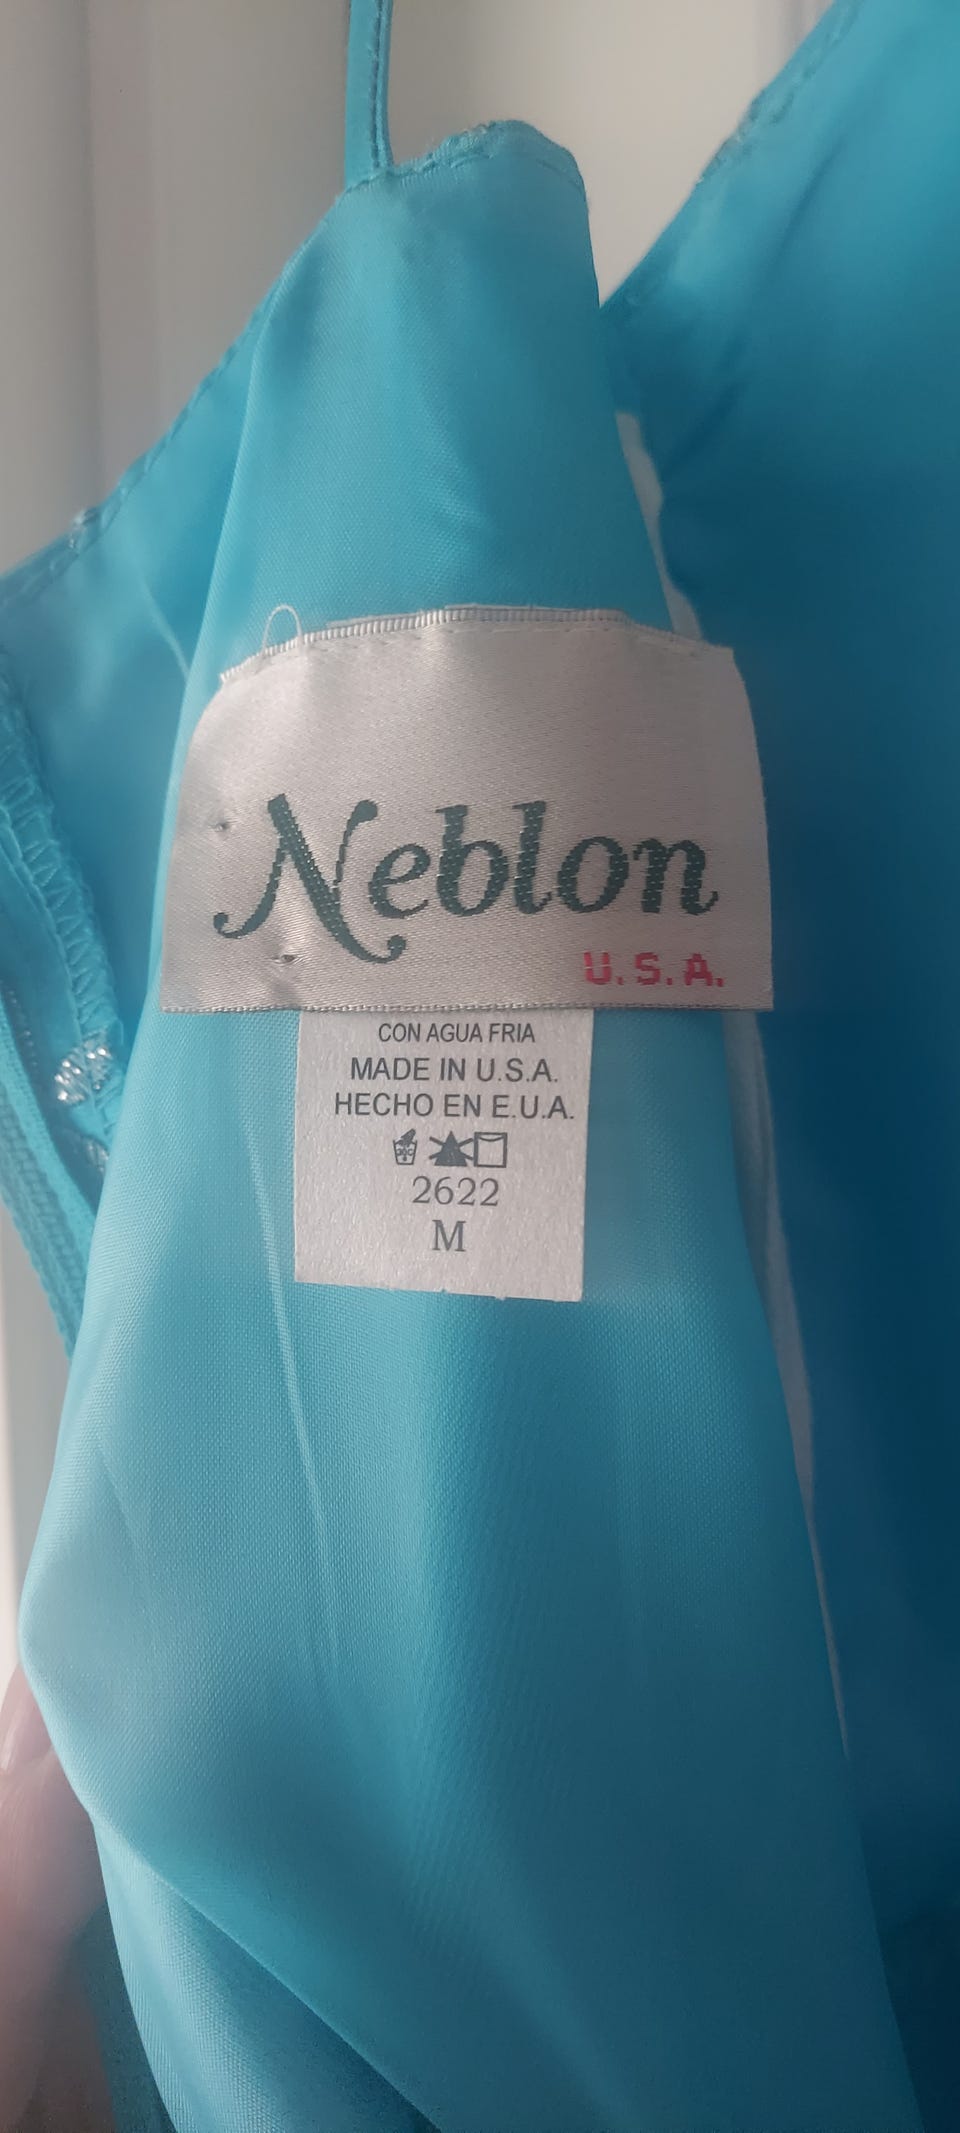 Neblon
U.S.A.
CON AGUA FRIA
MADE IN U.S.A.
HECHO EN E.U.A.
2622
M